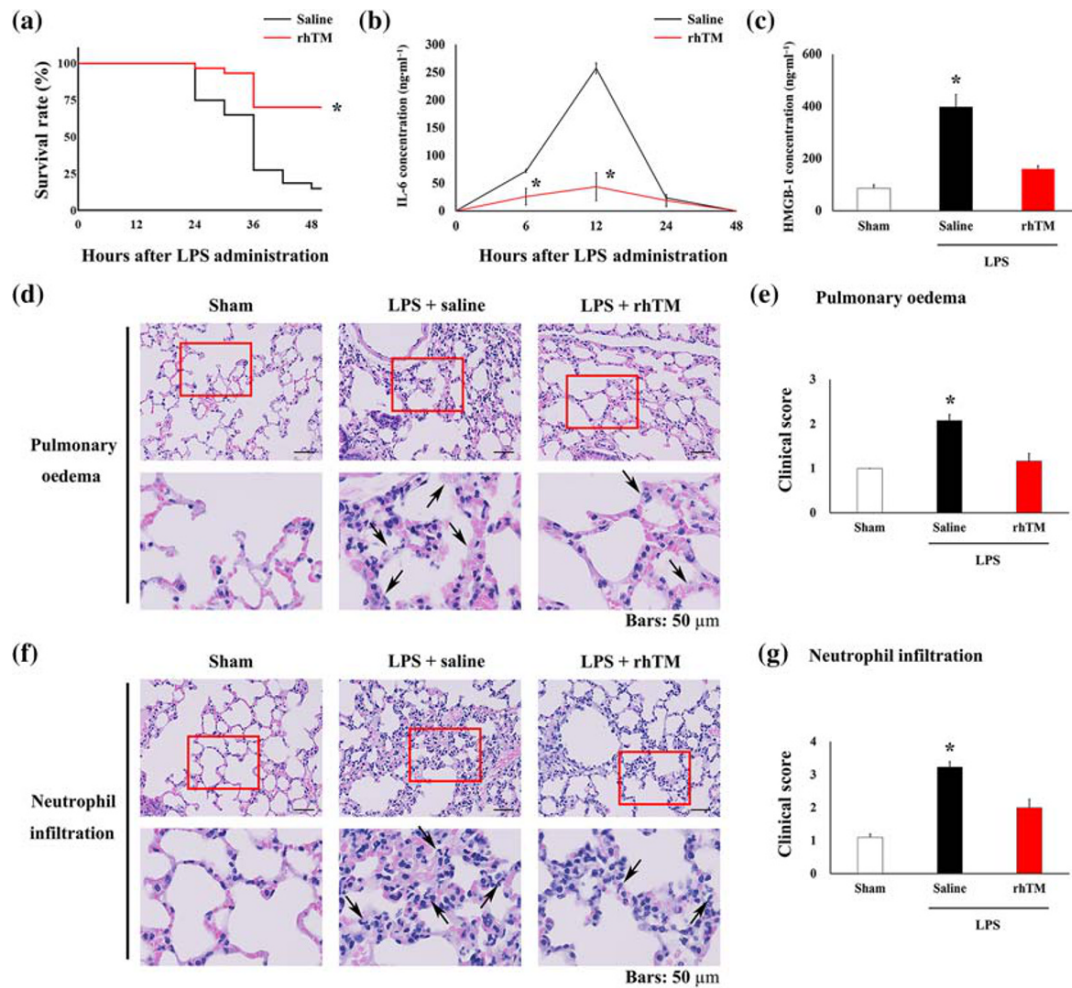 (a)
Saline
rhTM
Survival rate (%)
100
75
50
25
0
*
0 12 24 36 48
Hours after LPS administration
(b)
Saline
rhTM
IL-6 concentration (ng·ml⁻¹)
300
250
200
150
100
50
0
* *
0 6 12 24 48
Hours after LPS administration
(c)
HMGB-1 concentration (ng·ml⁻¹)
600
400
200
0
*
Sham Saline rhTM
LPS
(d)
Sham LPS + saline LPS + rhTM
Pulmonary
oedema
Bars: 50 µm
(e) Pulmonary oedema
Clinical score
3
2
1
0
*
Sham Saline rhTM
LPS
(f)
Sham LPS + saline LPS + rhTM
Neutrophil
infiltration
Bars: 50 µm
(g) Neutrophil infiltration
Clinical score
4
3
2
1
0
*
Sham Saline rhTM
LPS